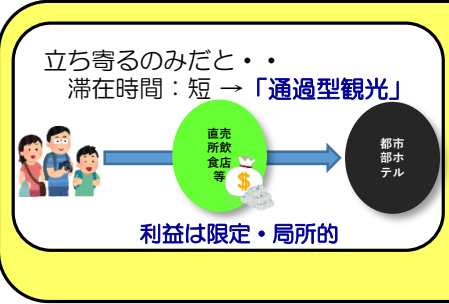 立ち寄るのみだと・・
滞在時間：短 →「通過型観光」
直売
所飲
食店
等
$
都市
部ホ
テル
利益は限定・局所的